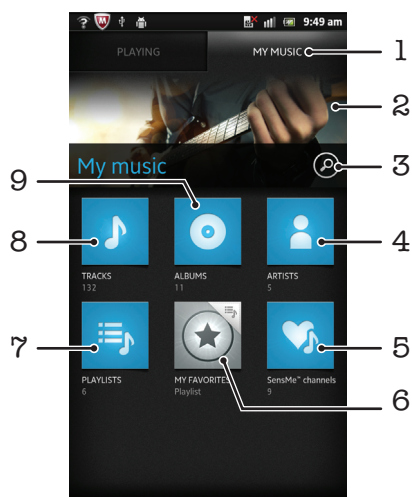 9:49 am
PLAYING MY MUSIC 1
2
My music 3
9
8 4
TRACKS ALBUMS ARTISTS
132 11 5
7 5
PLAYLISTS MY FAVORITES SensMe™ channels
6 Playlist 9
6